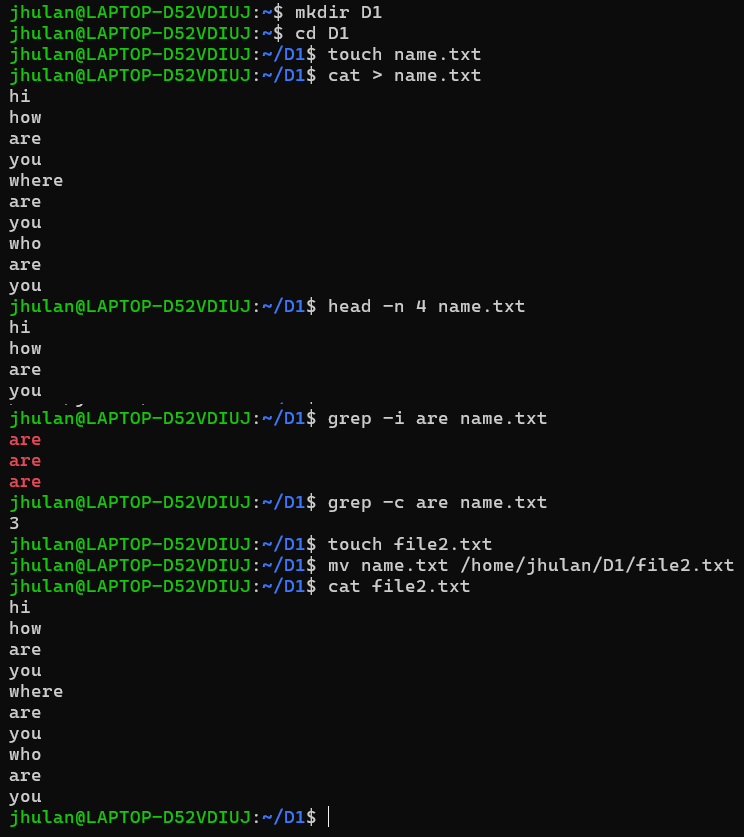 jhulan@LAPTOP-D52VDIUJ:~$ mkdir D1
jhulan@LAPTOP-D52VDIUJ:~$ cd D1
jhulan@LAPTOP-D52VDIUJ:~/D1$ touch name.txt
jhulan@LAPTOP-D52VDIUJ:~/D1$ cat > name.txt
hi
how
are
you
where
are
you
who
are
you
jhulan@LAPTOP-D52VDIUJ:~/D1$ head -n 4 name.txt
hi
how
are
you
jhulan@LAPTOP-D52VDIUJ:~/D1$ grep -i are name.txt
are
are
are
jhulan@LAPTOP-D52VDIUJ:~/D1$ grep -c are name.txt
3
jhulan@LAPTOP-D52VDIUJ:~/D1$ touch file2.txt
jhulan@LAPTOP-D52VDIUJ:~/D1$ mv name.txt /home/jhulan/D1/file2.txt
jhulan@LAPTOP-D52VDIUJ:~/D1$ cat file2.txt
hi
how
are
you
where
are
you
who
are
you
jhulan@LAPTOP-D52VDIUJ:~/D1$